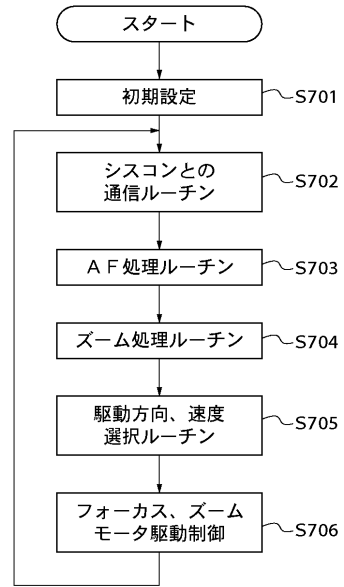 スタート
初期設定
S701
シスコンとの
通信ルーチン
S702
ＡＦ処理ルーチン
S703
ズーム処理ルーチン
S704
駆動方向、速度
選択ルーチン
S705
フォーカス、ズーム
モータ駆動制御
S706